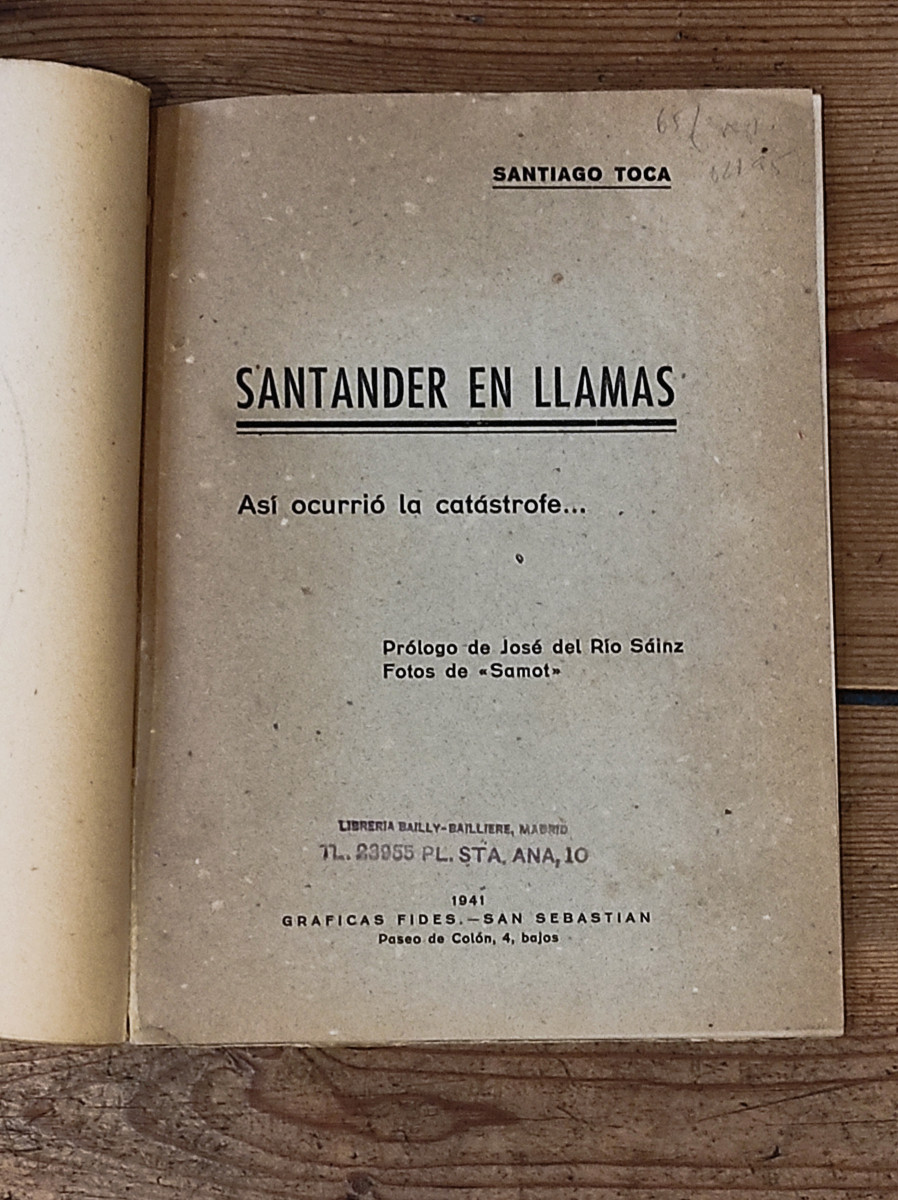 SANTIAGO TOCA
SANTANDER EN LLAMAS
Así ocurrió la catástrofe...
Prólogo de José del Río Sáinz
Fotos de «Samot»
LIBRERIA BAILLY-BAILLIERE, MADRID
TL. 23955 PL. STA. ANA, 10
1941
GRAFICAS FIDES.—SAN SEBASTIAN
Paseo de Colón, 4, bajos